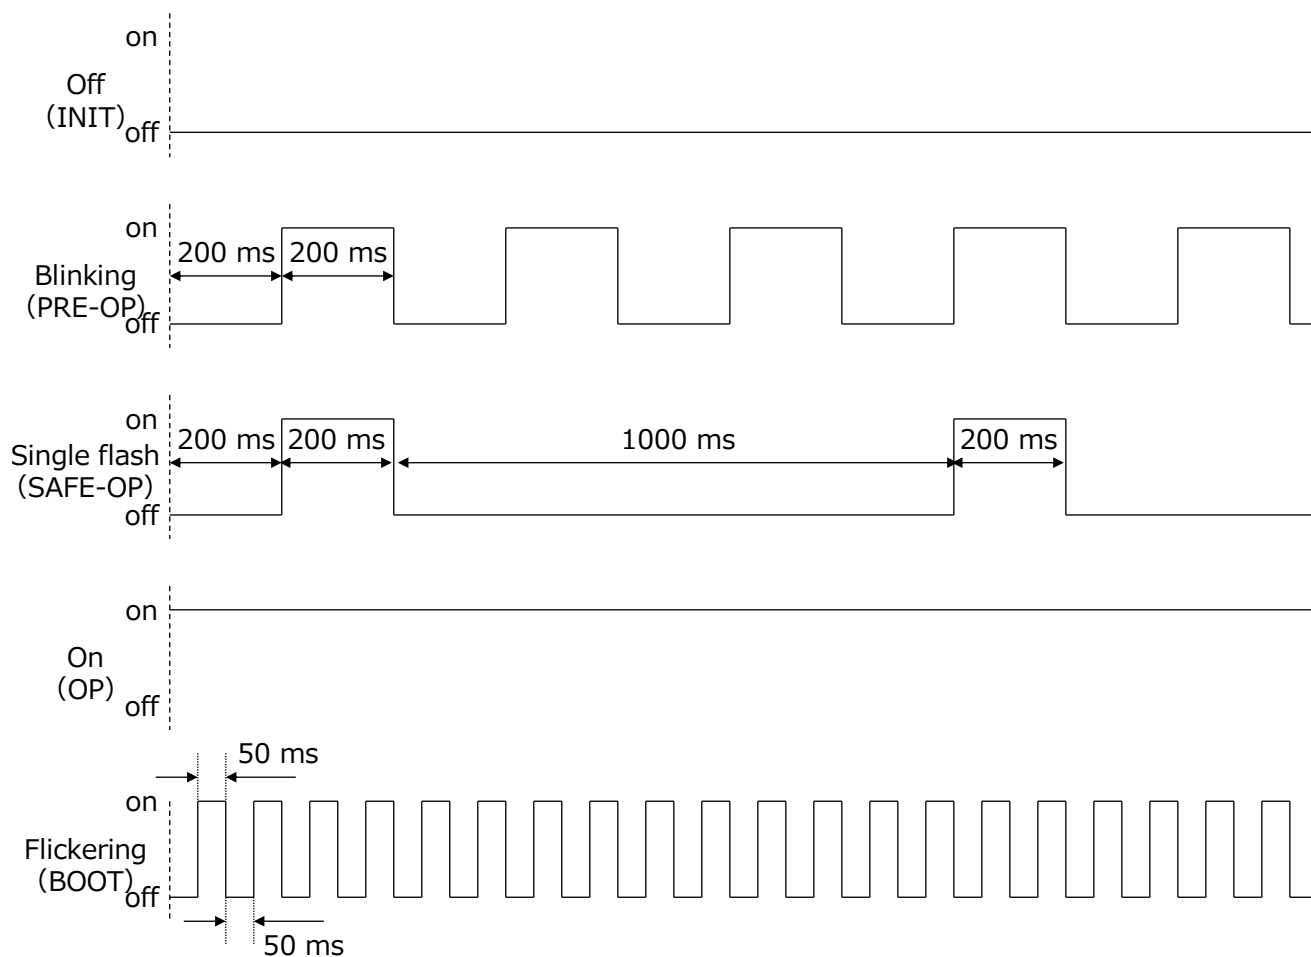 on
Off
（INIT）
off
on
200 ms 200 ms
Blinking
（PRE-OP）
off
on
200 ms 200 ms 1000 ms 200 ms
Single flash
（SAFE-OP）
off
on
On
（OP）
off
50 ms
on
Flickering
（BOOT）
off
50 ms